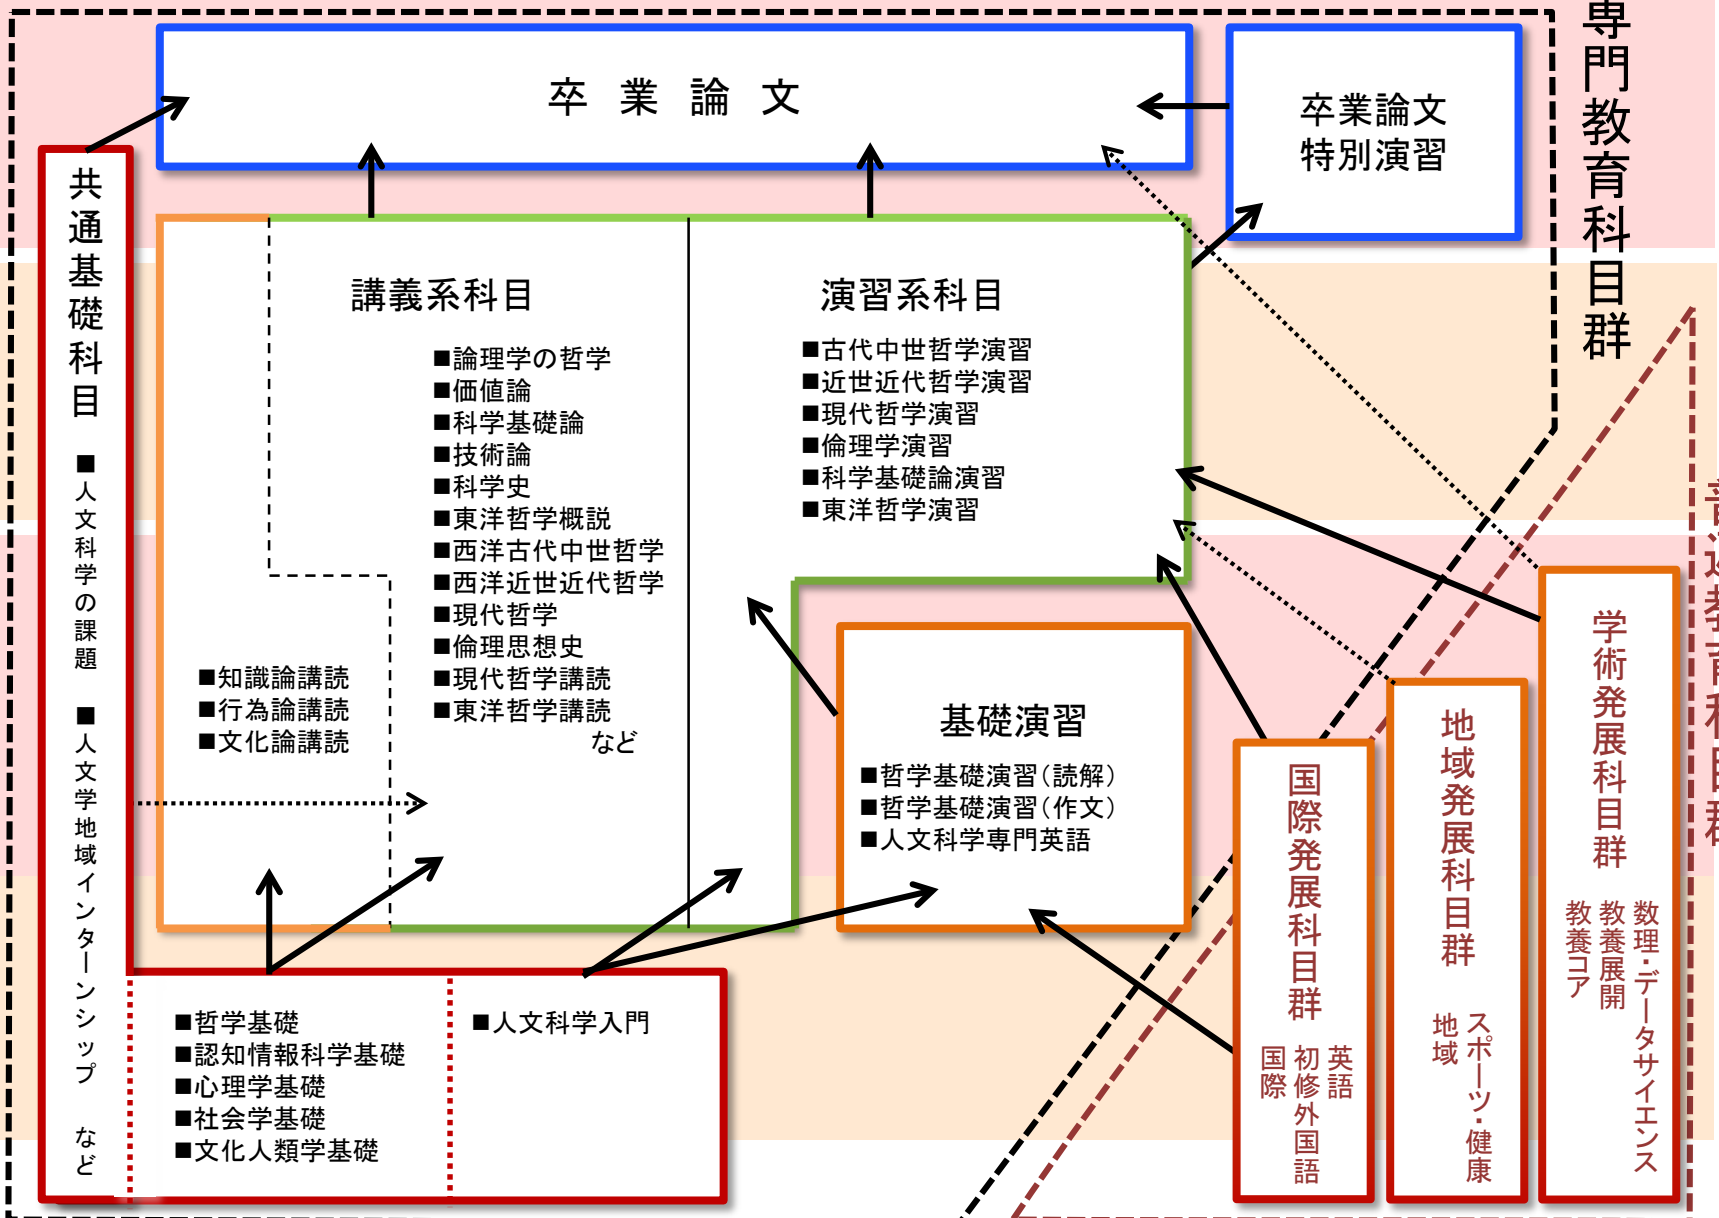 卒業論文
卒業論文
特別演習
専門教育科目群
共通基礎科目 ■人文科学の課題 ■人文学地域インターンシップ など
講義系科目
■論理学の哲学
■価値論
■科学基礎論
■技術論
■科学史
■東洋哲学概説
■西洋古代中世哲学
■西洋近世近代哲学
■現代哲学
■倫理思想史
■現代哲学講読
■東洋哲学講読
など
■知識論講読
■行為論講読
■文化論講読
演習系科目
■古代中世哲学演習
■近世近代哲学演習
■現代哲学演習
■倫理学演習
■科学基礎論演習
■東洋哲学演習
基礎演習
■哲学基礎演習(読解)
■哲学基礎演習(作文)
■人文科学専門英語
■哲学基礎
■認知情報科学基礎
■心理学基礎
■社会学基礎
■文化人類学基礎
■人文科学入門
国際発展科目群
英語
初修外国語
国際
地域発展科目群
スポーツ・健康
地域
学術発展科目群
数理・データサイエンス
教養展開
教養コア
普遍教育科目群